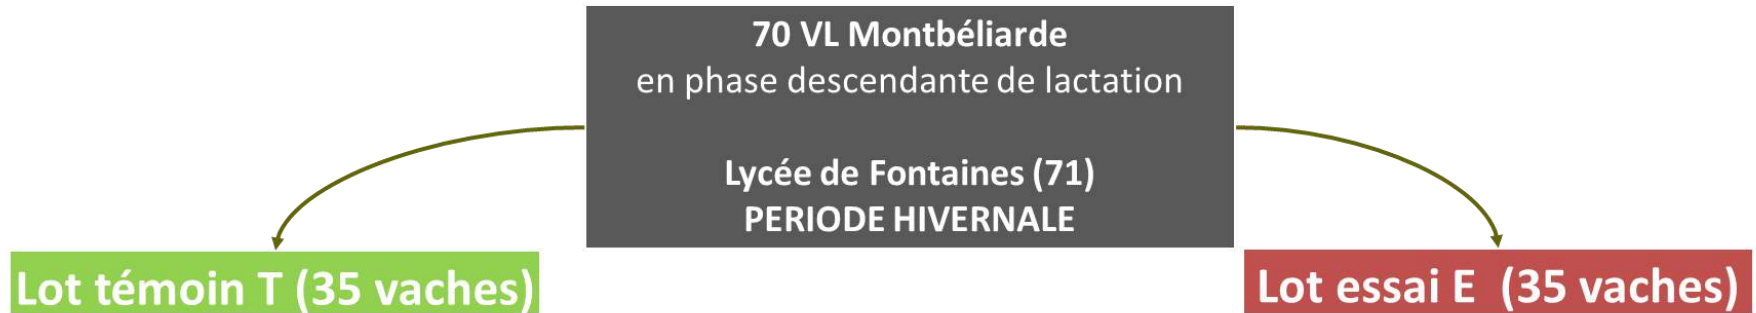 70 VL Montbéliarde
en phase descendante de lactation
Lycée de Fontaines (71)
PERIODE HIVERNALE
Lot témoin T (35 vaches)
Lot essai E (35 vaches)